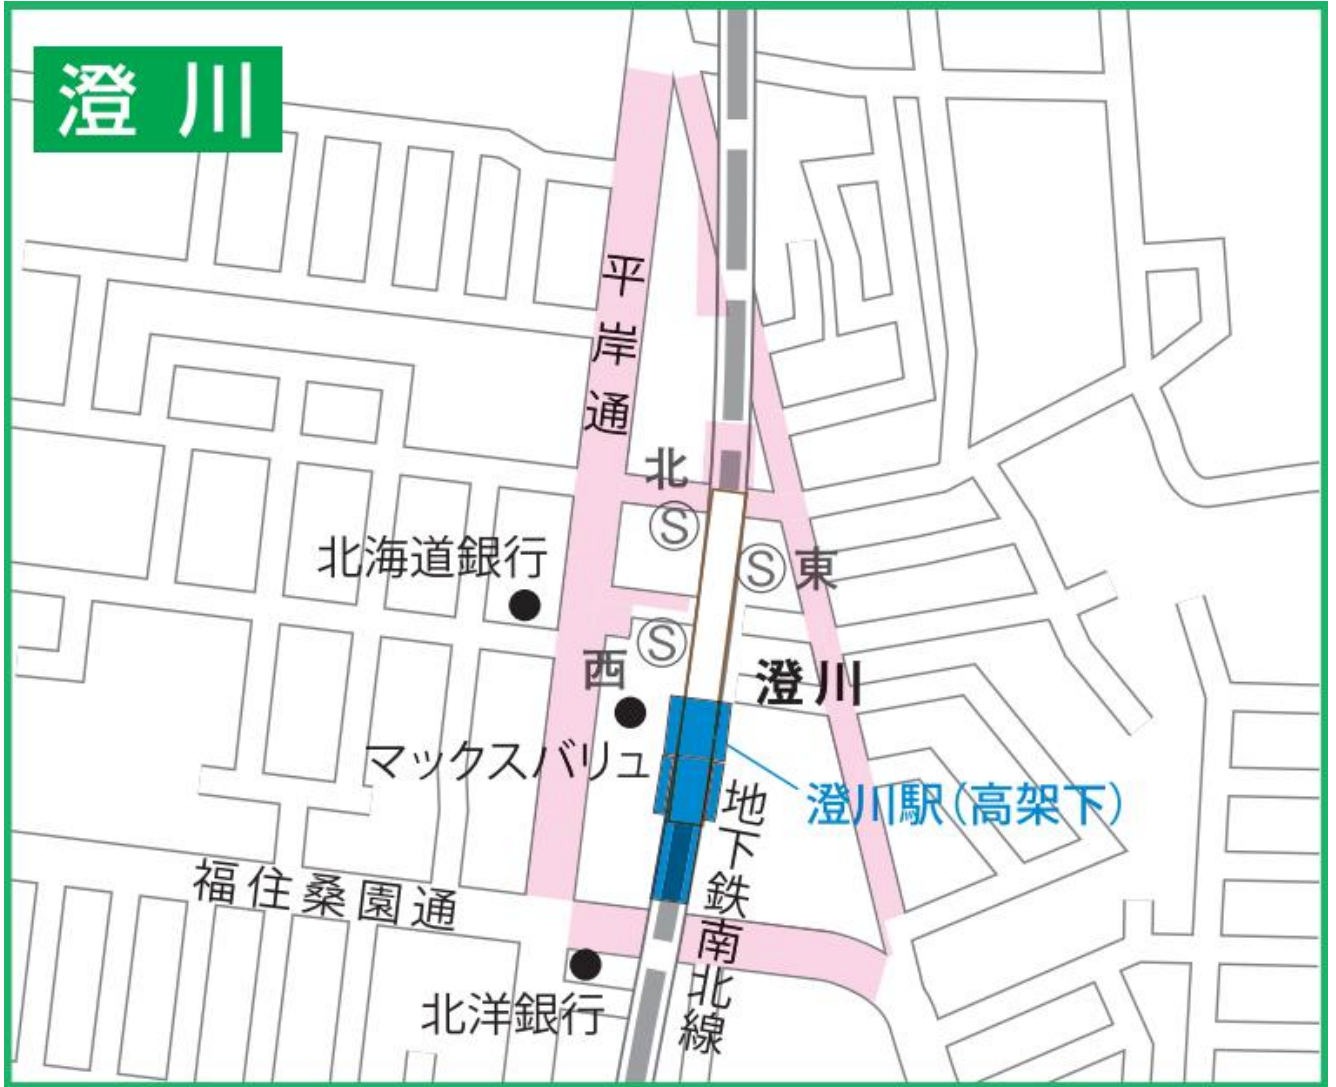 澄川
平岸通
北
Ⓢ
北海道銀行
Ⓢ 東
Ⓢ
西
澄川
マックスバリュ
澄川駅(高架下)
地下鉄南北線
福住桑園通
北洋銀行